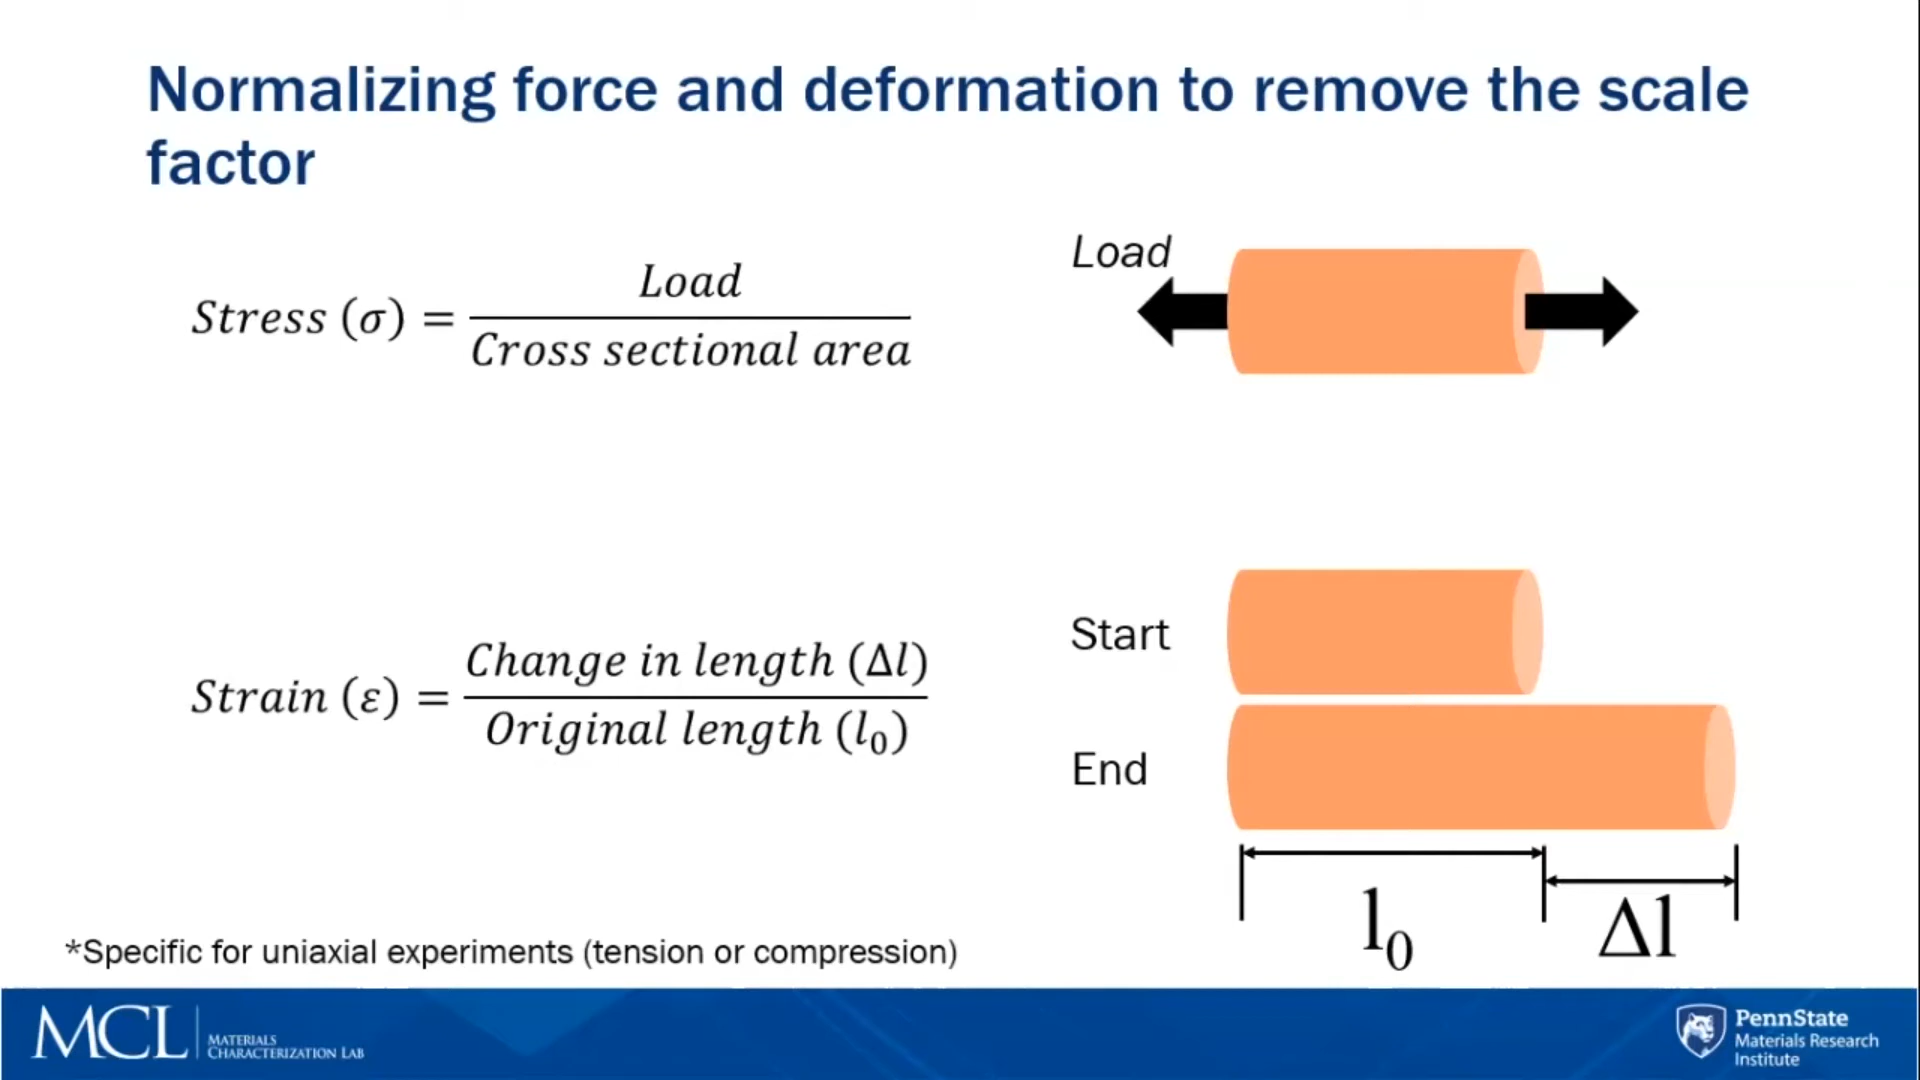 Normalizing force and deformation to remove the scale
factor
Stress (σ) = Load / Cross sectional area
Load
Strain (ε) = Change in length (Δl) / Original length (l₀)
Start
End
l₀
Δl
*Specific for uniaxial experiments (tension or compression)
MCL
MATERIALS
CHARACTERIZATION LAB
PennState
Materials Research
Institute